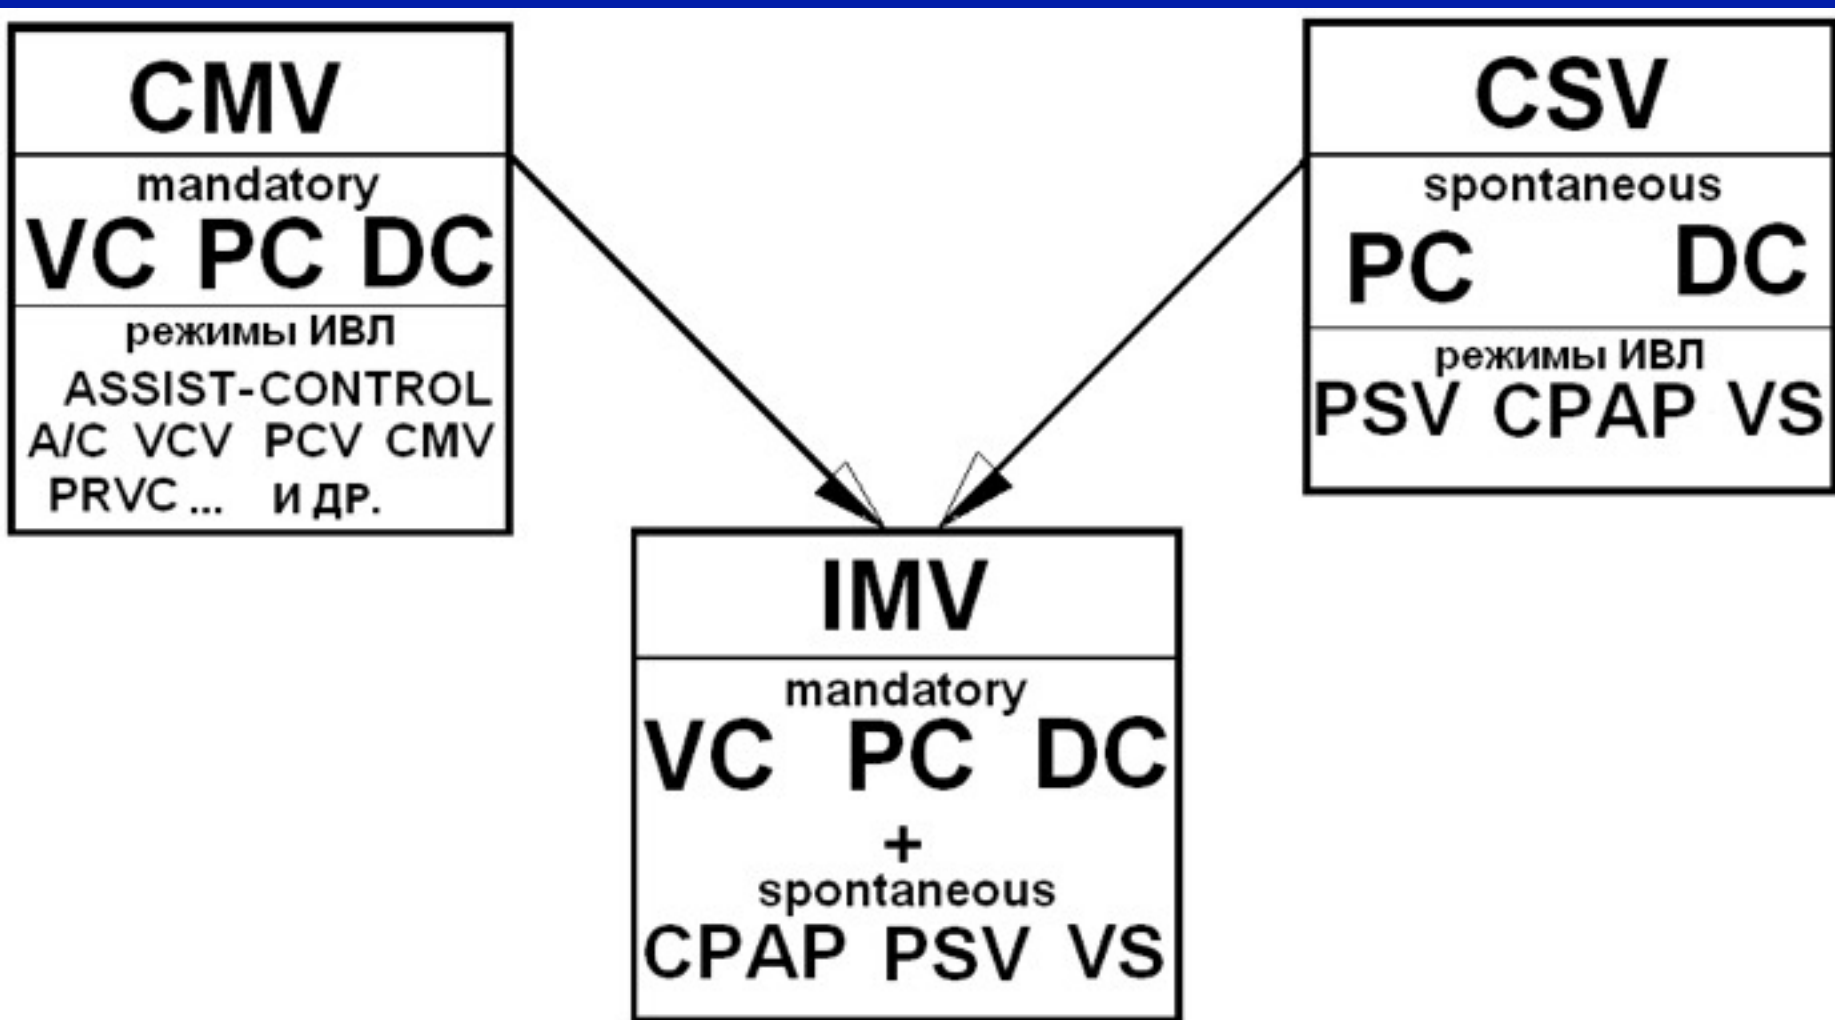 CMV
mandatory
VC PC DC
режимы ИВЛ
ASSIST-CONTROL
A/C VCV PCV CMV
PRVC ... И ДР.
CSV
spontaneous
PC DC
режимы ИВЛ
PSV CPAP VS
IMV
mandatory
VC PC DC
+
spontaneous
CPAP PSV VS